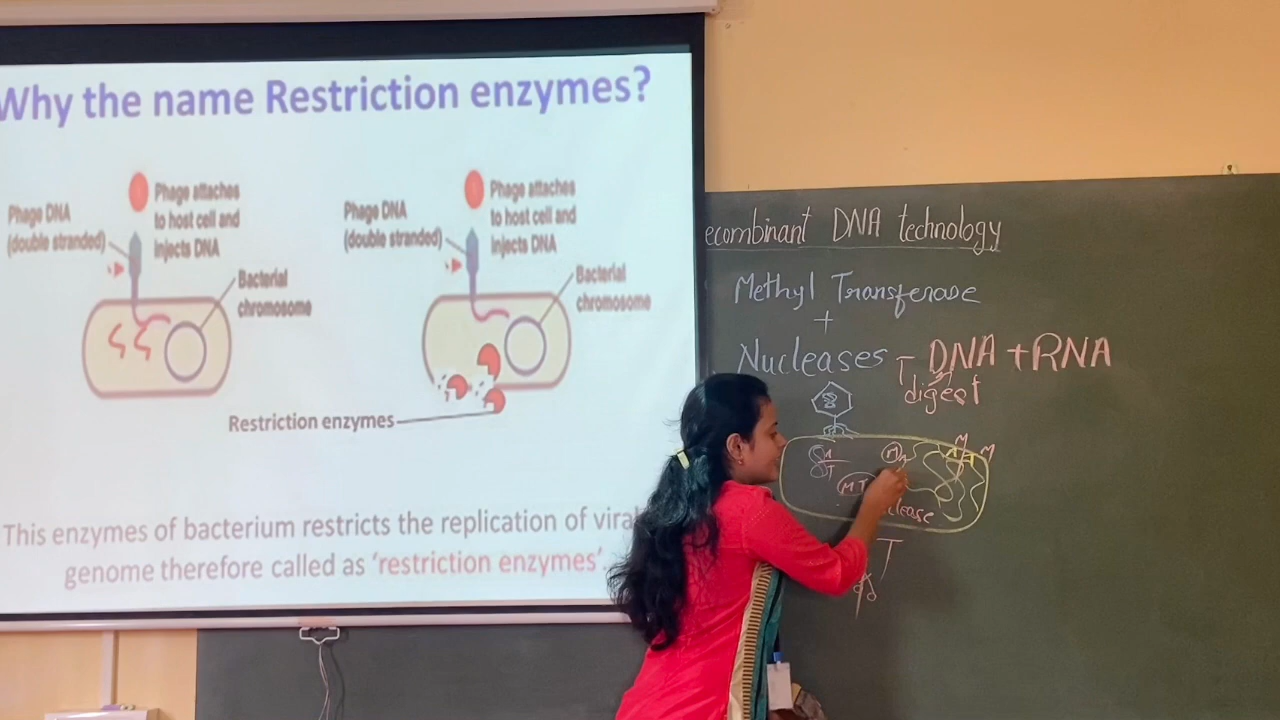 Why the name Restriction enzymes?
Phage attaches
to host cell and
injects DNA
Phage DNA
(double stranded)
Bacterial
chromosome
Phage attaches
to host cell and
injects DNA
Phage DNA
(double stranded)
Bacterial
chromosome
Restriction enzymes
This enzymes of bacterium restricts the replication of viral
genome therefore called as ‘restriction enzymes’.
ecombinant DNA technology
Methyl Transferase
+
Nucleases DNA + RNA
digest
M M
M
A
T
M T
clease
T